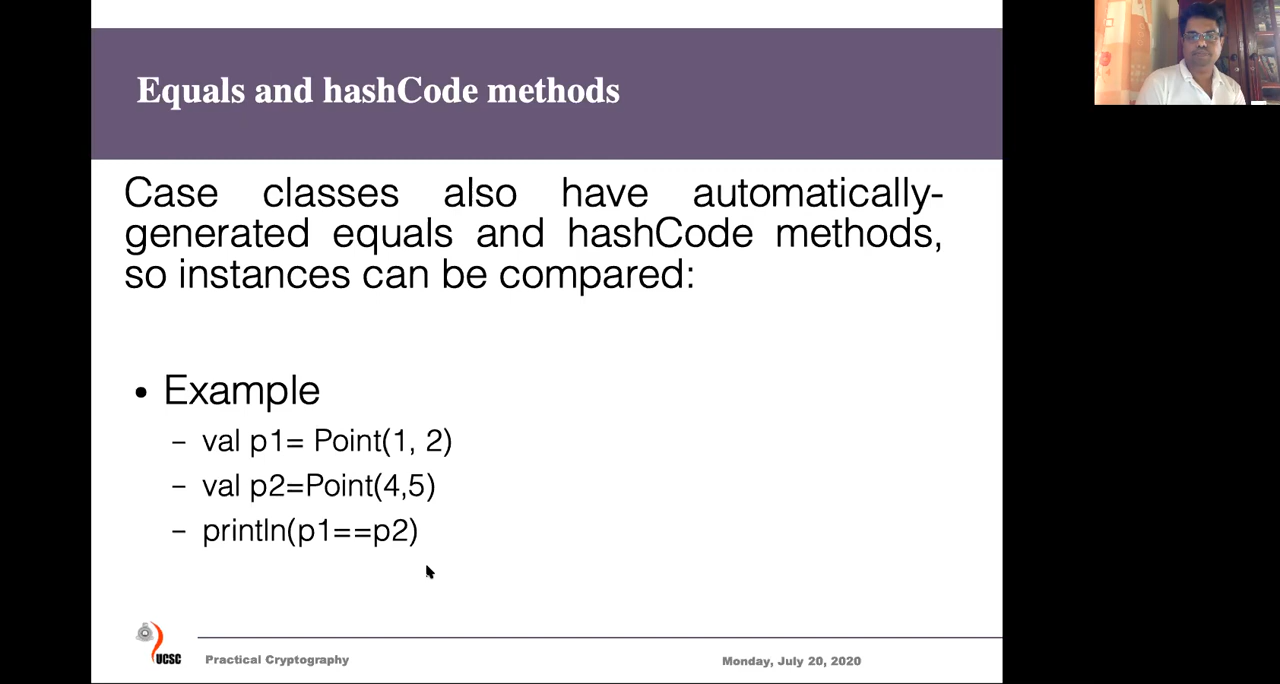 Equals and hashCode methods
Case classes also have automatically-
generated equals and hashCode methods,
so instances can be compared:
• Example
– val p1= Point(1, 2)
– val p2=Point(4,5)
– println(p1==p2)
UCSC
Practical Cryptography
Monday, July 20, 2020